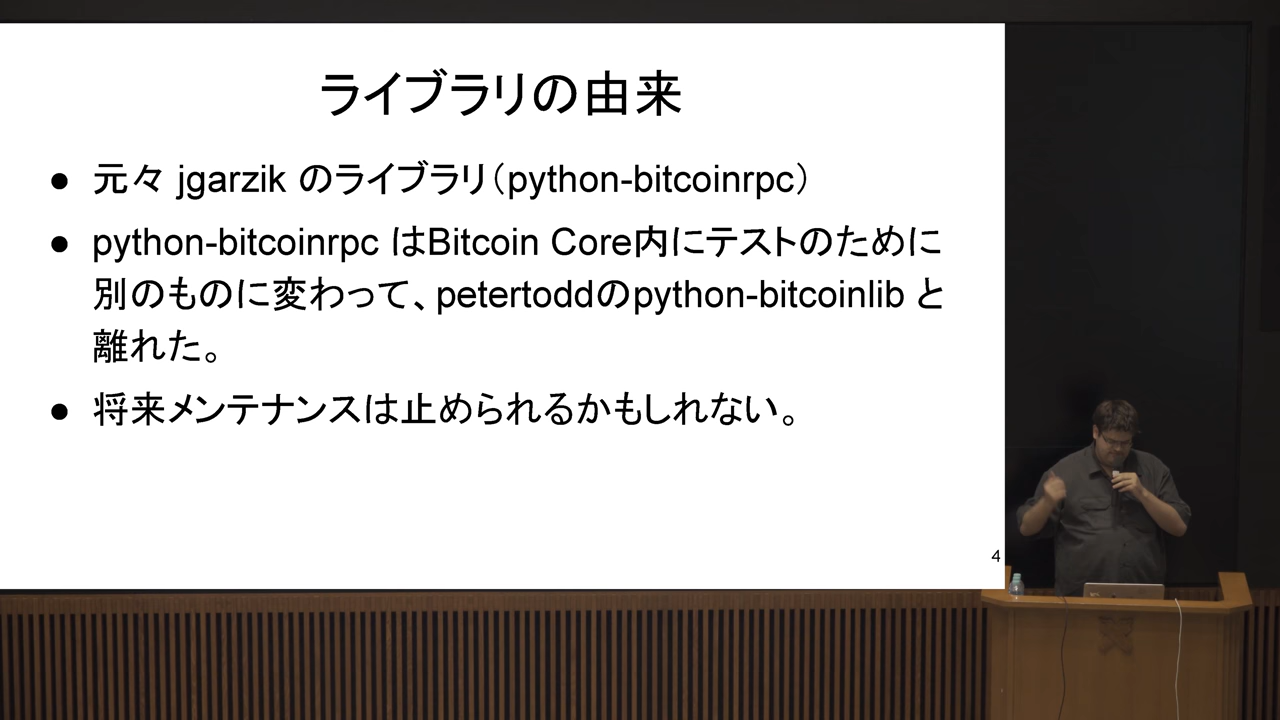 ライブラリの由来
● 元々 jgarzik のライブラリ（python-bitcoinrpc）
● python-bitcoinrpc はBitcoin Core内にテストのために
別のものに変わって、petertoddのpython-bitcoinlib と
離れた。
● 将来メンテナンスは止められるかもしれない。
4